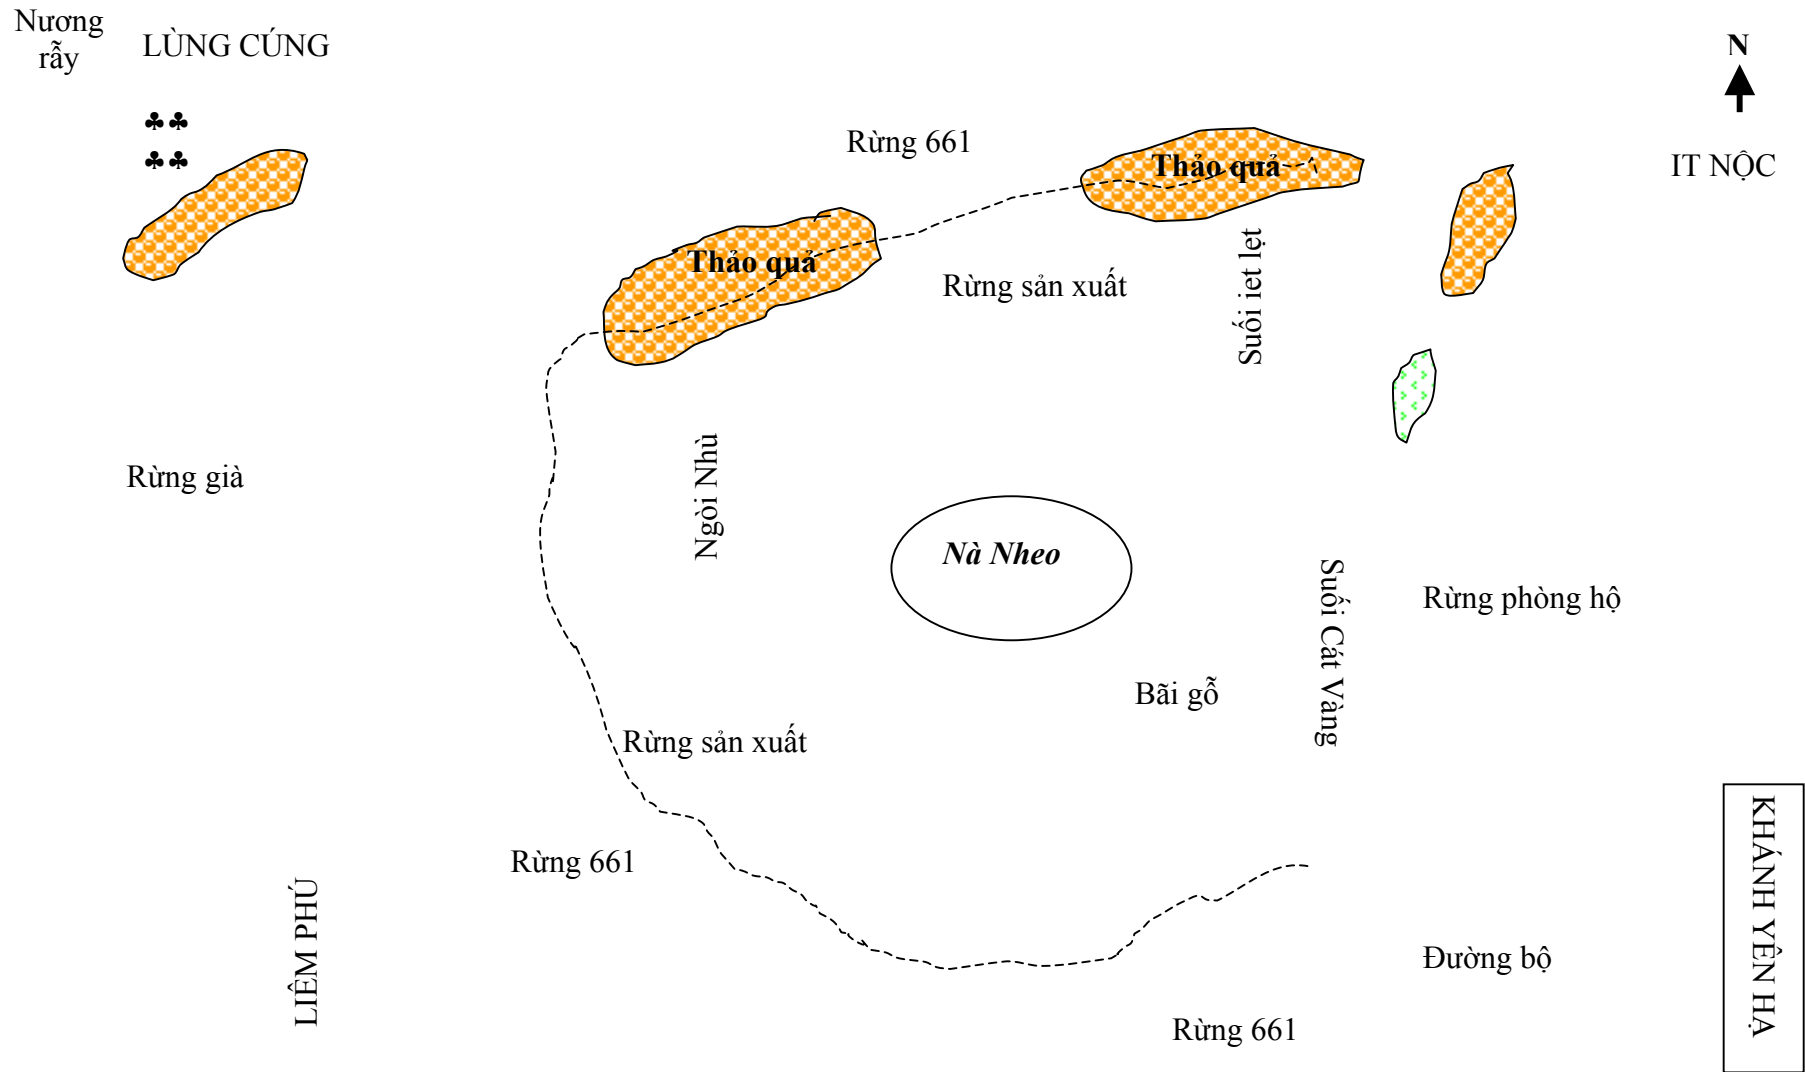 Nương
rẫy
LÙNG CÚNG
N
Rừng 661
Thảo quả
IT NỘC
Thảo quả
Rừng sản xuất
Suối iet lẹt
Rừng già
Ngòi Nhù
Nà Nheo
Suối Cát Vàng
Rừng phòng hộ
Bãi gỗ
Rừng sản xuất
KHÁNH YÊN HẠ
Rừng 661
LIÊM PHÚ
Đường bộ
Rừng 661